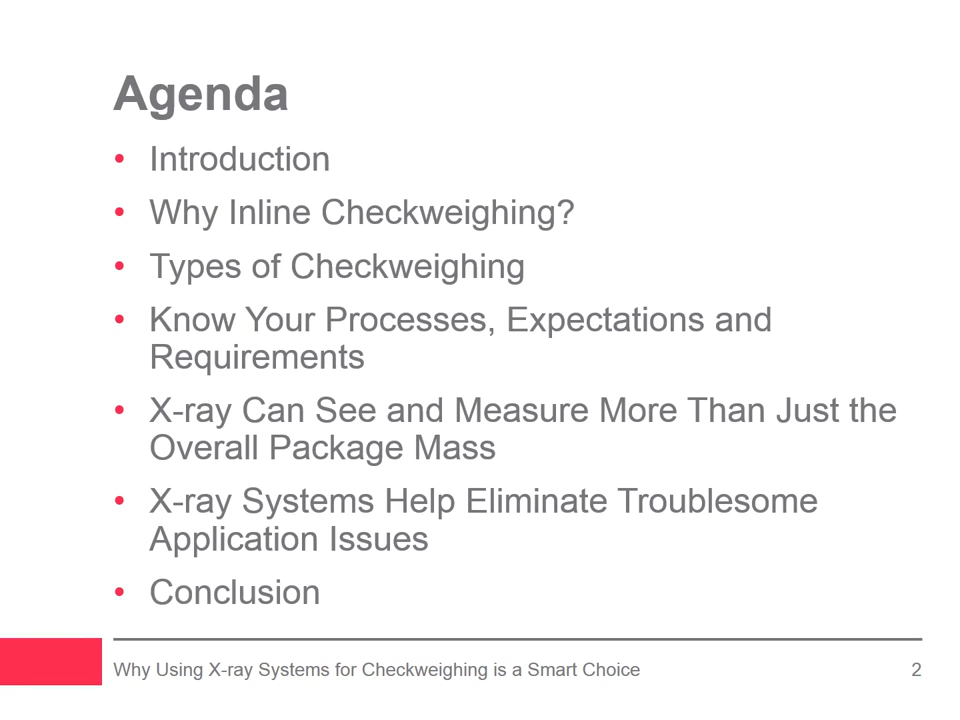 Agenda
• Introduction
• Why Inline Checkweighing?
• Types of Checkweighing
• Know Your Processes, Expectations and
Requirements
• X-ray Can See and Measure More Than Just the
Overall Package Mass
• X-ray Systems Help Eliminate Troublesome
Application Issues
• Conclusion
Why Using X-ray Systems for Checkweighing is a Smart Choice 2